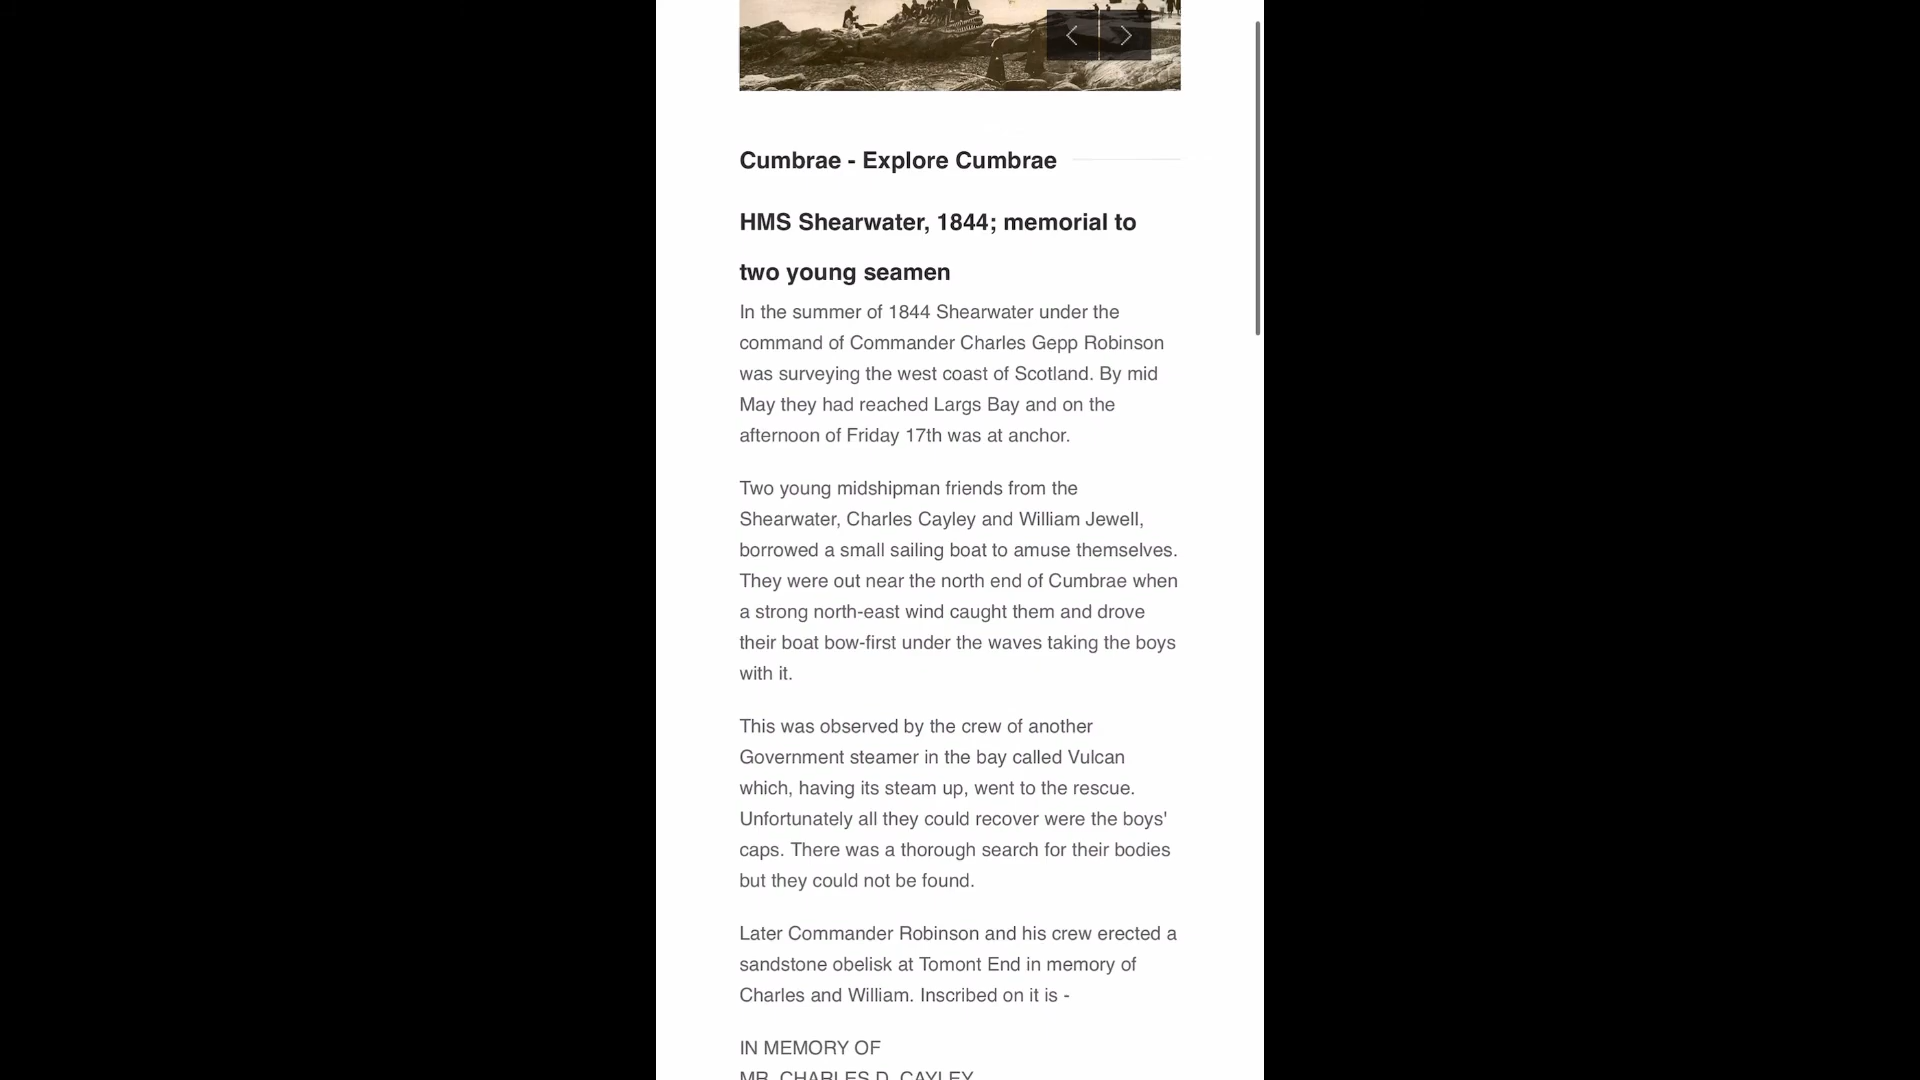 Cumbrae - Explore Cumbrae
HMS Shearwater, 1844; memorial to
two young seamen
In the summer of 1844 Shearwater under the
command of Commander Charles Gepp Robinson
was surveying the west coast of Scotland. By mid
May they had reached Largs Bay and on the
afternoon of Friday 17th was at anchor.
Two young midshipman friends from the
Shearwater, Charles Cayley and William Jewell,
borrowed a small sailing boat to amuse themselves.
They were out near the north end of Cumbrae when
a strong north-east wind caught them and drove
their boat bow-first under the waves taking the boys
with it.
This was observed by the crew of another
Government steamer in the bay called Vulcan
which, having its steam up, went to the rescue.
Unfortunately all they could recover were the boys'
caps. There was a thorough search for their bodies
but they could not be found.
Later Commander Robinson and his crew erected a
sandstone obelisk at Tomont End in memory of
Charles and William. Inscribed on it is -
IN MEMORY OF
MR. CHARLES D. CAYLEY